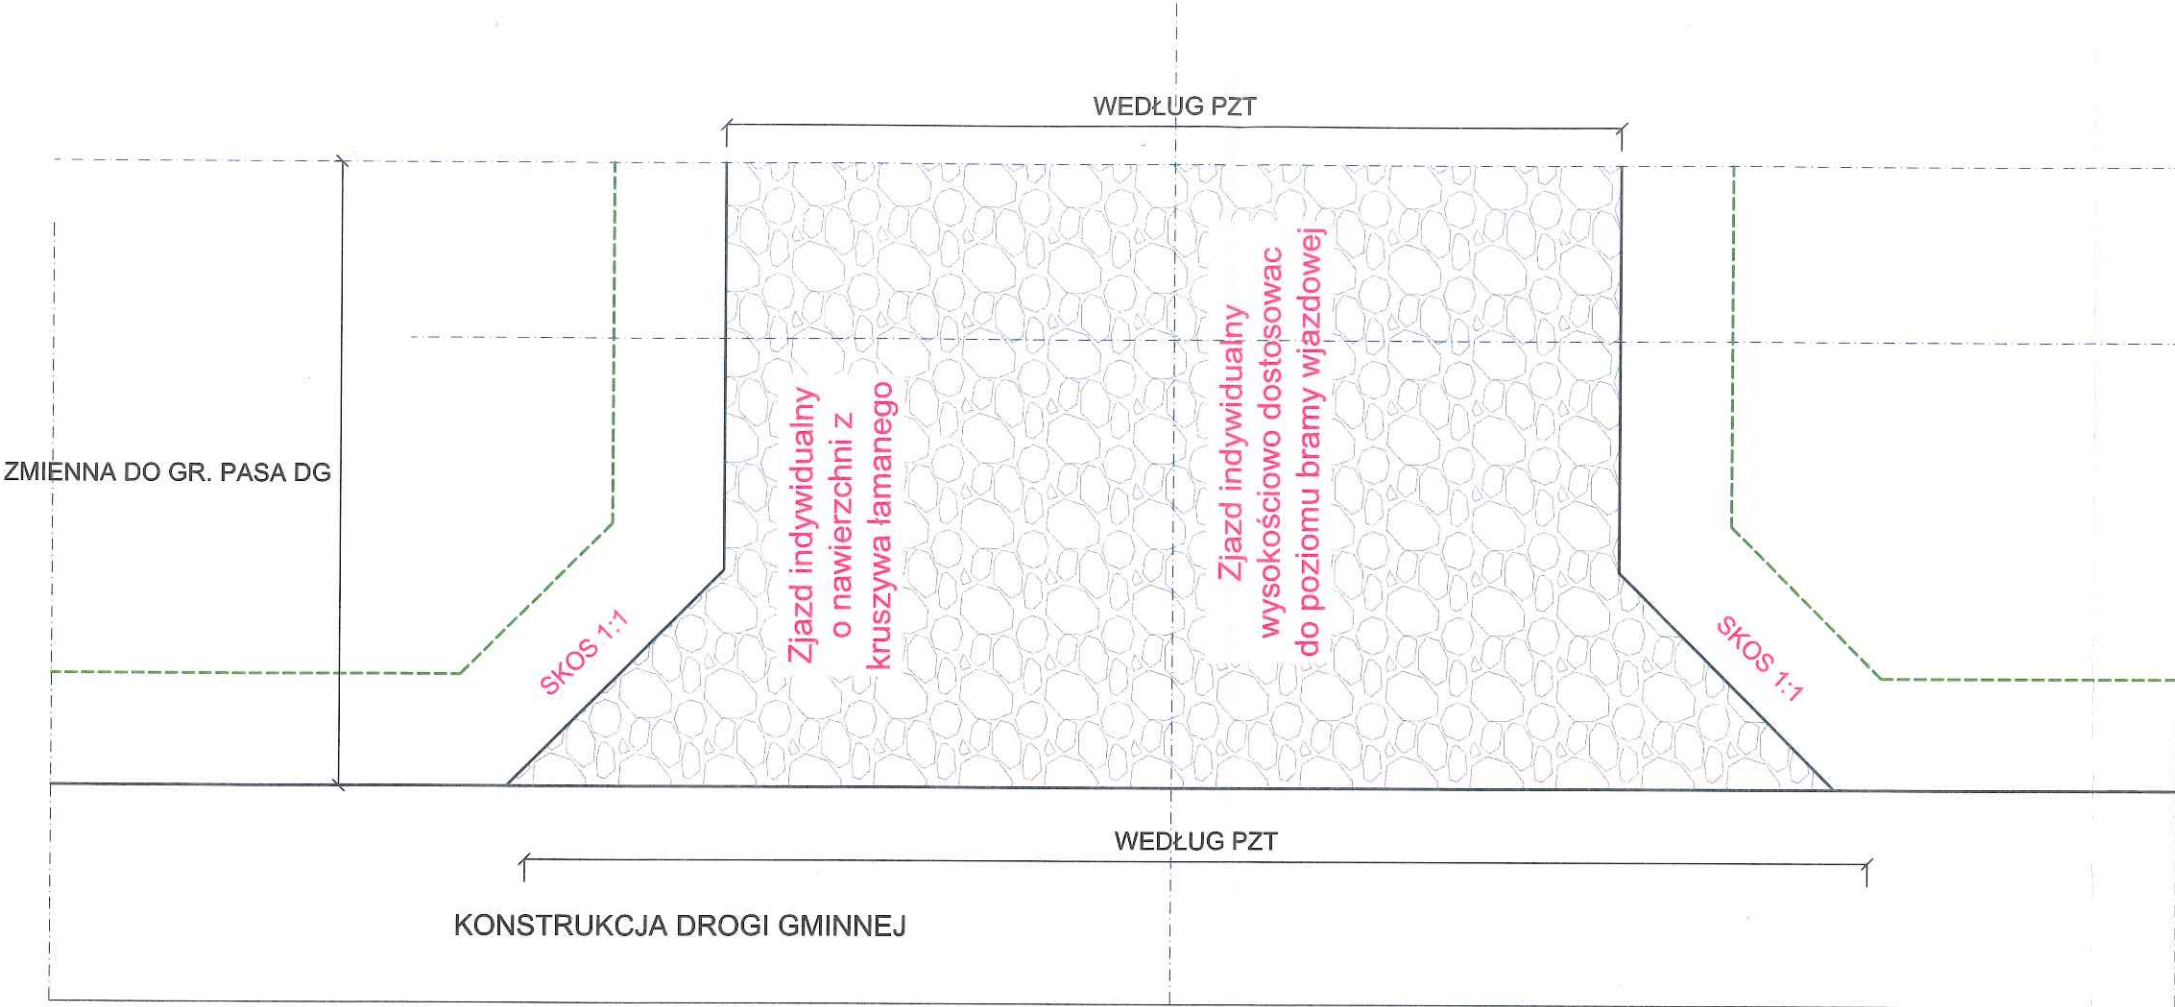 WEDŁUG PZT
ZMIENNA DO GR. PASA DG
Zjazd indywidualny
o nawierzchni z
kruszywa łamanego
Zjazd indywidualny
wysokościowo dostosowac
do poziomu bramy wjazdowej
SKOS 1:1
SKOS 1:1
WEDŁUG PZT
KONSTRUKCJA DROGI GMINNEJ